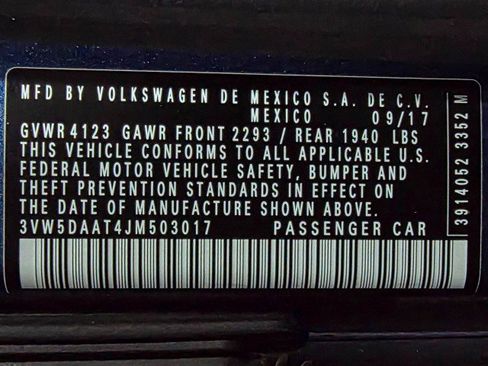 MFD BY VOLKSWAGEN DE MEXICO S.A. DE C.V.
MEXICO 09/17
GVWR 4123 GAWR FRONT 2293 / REAR 1940 LBS
THIS VEHICLE CONFORMS TO ALL APPLICABLE U.S.
FEDERAL MOTOR VEHICLE SAFETY, BUMPER AND
THEFT PREVENTION STANDARDS IN EFFECT ON
THE DATE OF MANUFACTURE SHOWN ABOVE.
3VW5DAAT4JM503017 PASSENGER CAR
3914052 3952 M